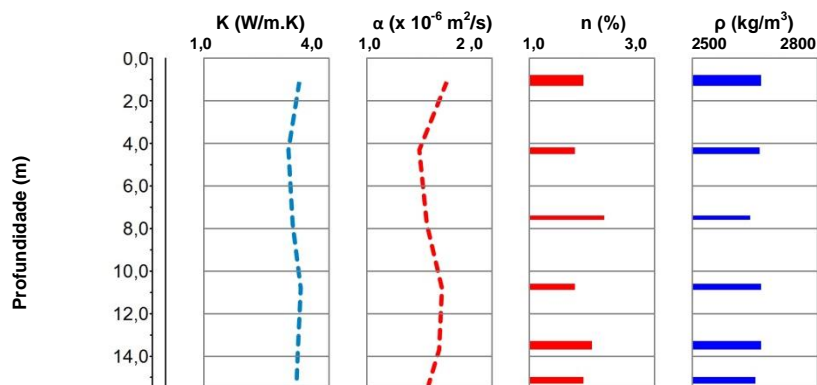 K (W/m.K) α (x 10⁻⁶ m²/s) n (%) ρ (kg/m³)
1,0 4,0 1,0 2,0 1,0 3,0 2500 2800
0,0
2,0
4,0
6,0
8,0
10,0
12,0
14,0
Profundidade (m)